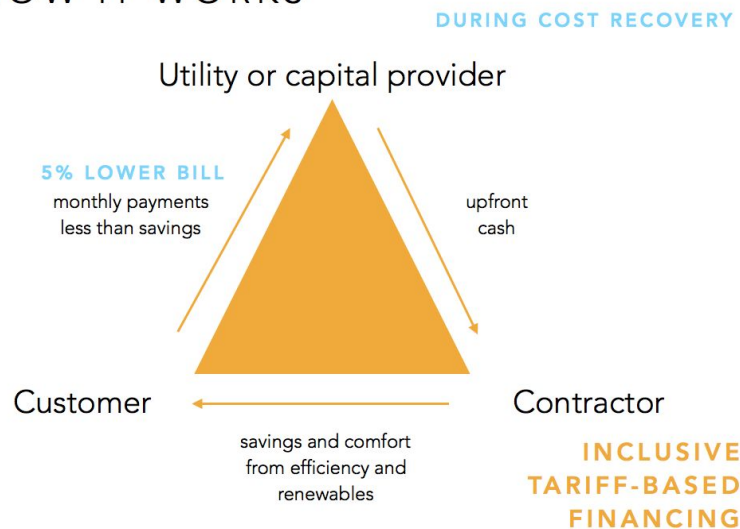 DURING COST RECOVERY
Utility or capital provider
5% LOWER BILL
monthly payments
less than savings
upfront
cash
Customer
Contractor
savings and comfort
from efficiency and
renewables
INCLUSIVE
TARIFF-BASED
FINANCING